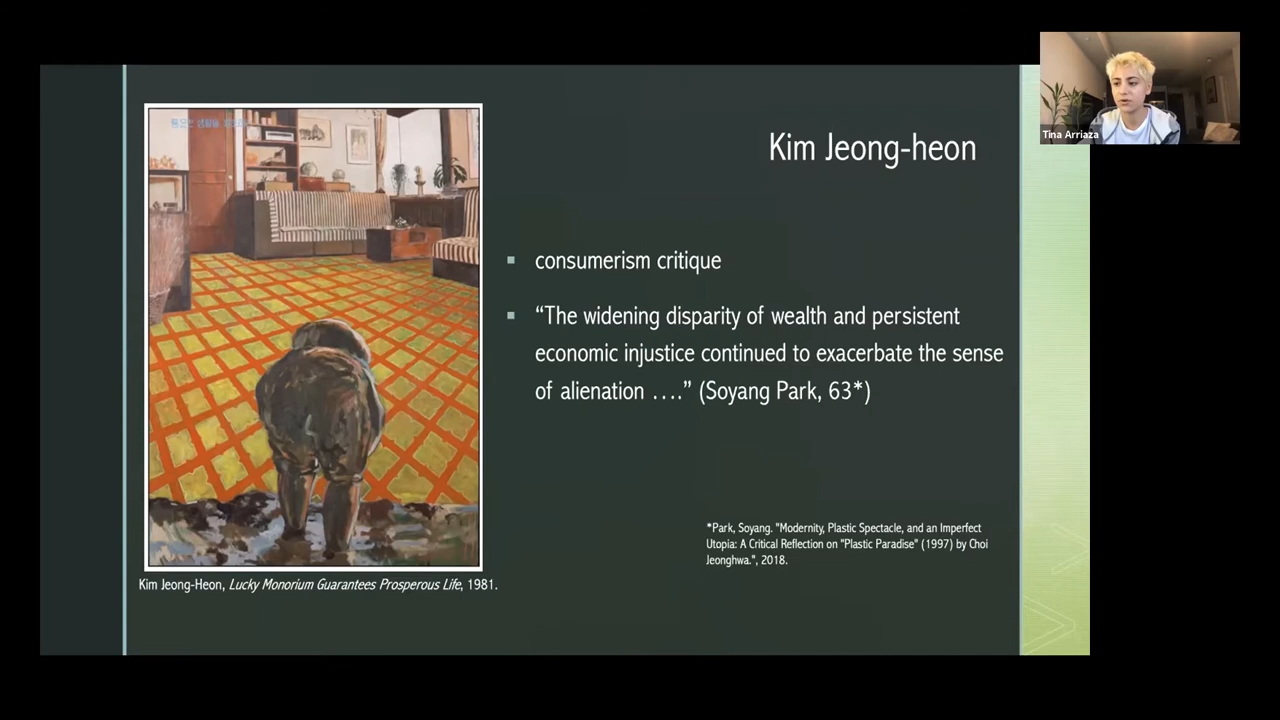 Kim Jeong-heon
consumerism critique
“The widening disparity of wealth and persistent
economic injustice continued to exacerbate the sense
of alienation ….” (Soyang Park, 63*)
*Park, Soyang. "Modernity, Plastic Spectacle, and an Imperfect
Utopia: A Critical Reflection on "Plastic Paradise" (1997) by Choi
Jeonghwa.", 2018.
Kim Jeong-Heon, Lucky Monorium Guarantees Prosperous Life, 1981.
Tina Arriaza